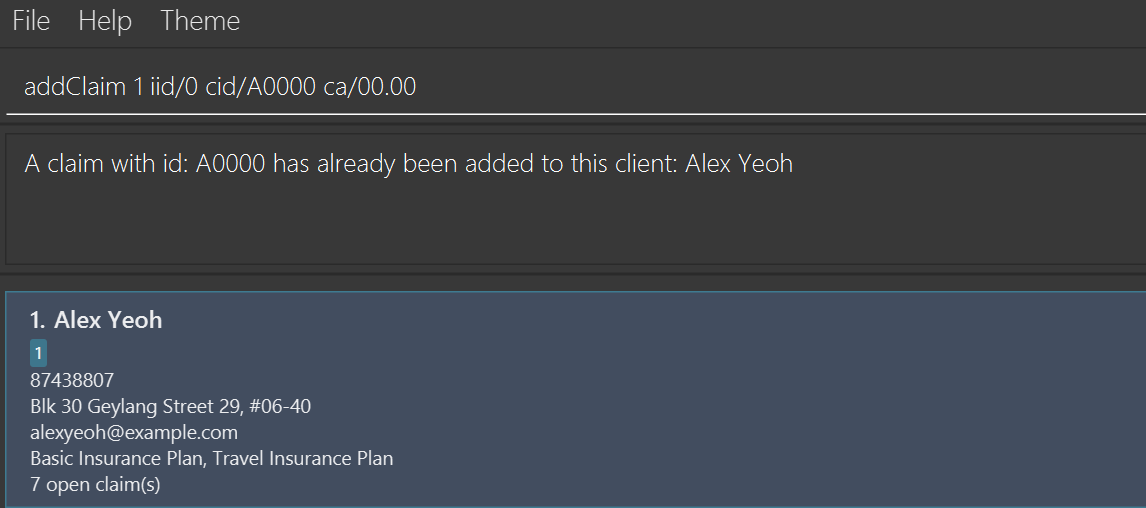 File Help Theme
addClaim 1 iid/0 cid/A0000 ca/00.00
A claim with id: A0000 has already been added to this client: Alex Yeoh
1. Alex Yeoh
1
87438807
Blk 30 Geylang Street 29, #06-40
alexyeoh@example.com
Basic Insurance Plan, Travel Insurance Plan
7 open claim(s)